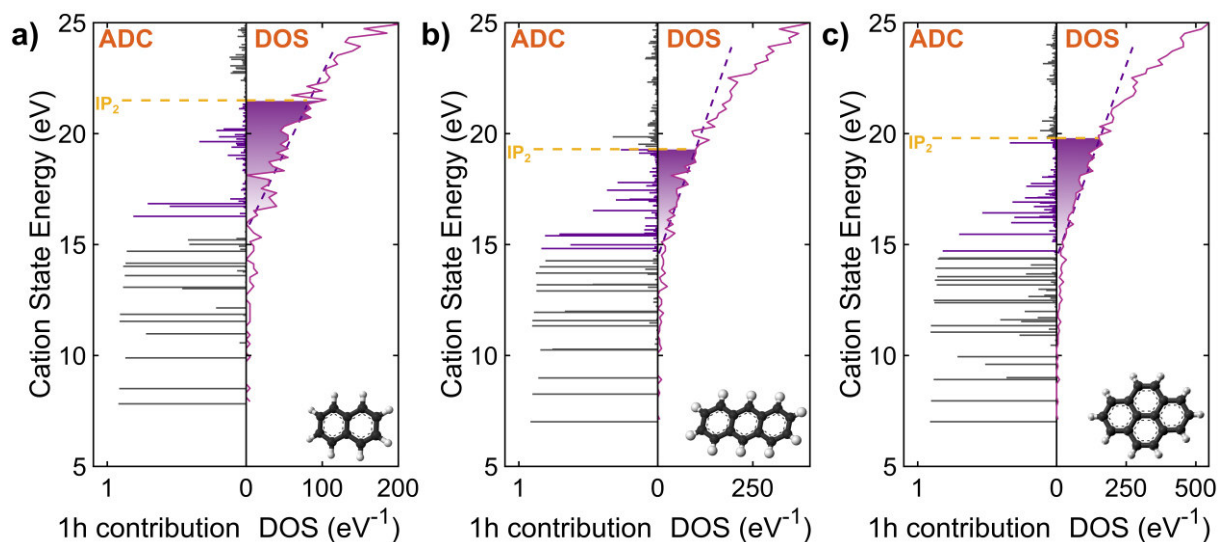 a)
ADC DOS
IP2
Cation State Energy (eV)
25
20
15
10
5
1 0 100 200
1h contribution DOS (eV-1)
b)
ADC DOS
IP2
Cation State Energy (eV)
25
20
15
10
5
1 0 250
1h contribution DOS (eV-1)
c)
ADC DOS
IP2
Cation State Energy (eV)
25
20
15
10
5
1 0 250 500
1h contribution DOS (eV-1)